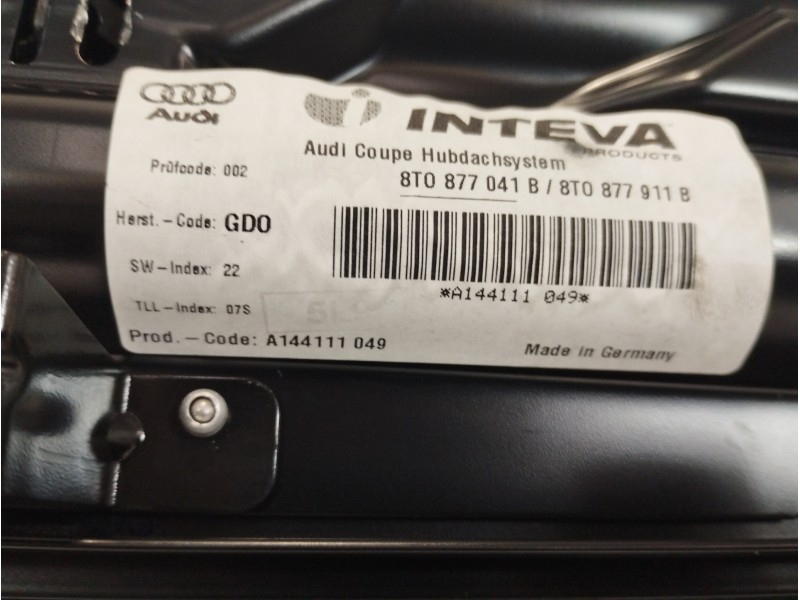 Audi
INTEVA
PRODUCTS
Audi Coupe Hubdachsystem
Prüfcode: 002
8T0 877 041 B / 8T0 877 911 B
Herst.-Code: GDO
SW-Index: 22
*A144111 049*
TLL-Index: 07S
Prod.-Code: A144111 049
Made in Germany